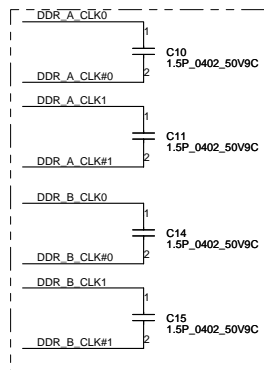 DDR_A_CLK0
1
C10
1.5P_0402_50V9C
2
DDR_A_CLK#0
DDR_A_CLK1
1
C11
1.5P_0402_50V9C
2
DDR_A_CLK#1
DDR_B_CLK0
1
C14
1.5P_0402_50V9C
2
DDR_B_CLK#0
DDR_B_CLK1
1
C15
1.5P_0402_50V9C
2
DDR_B_CLK#1